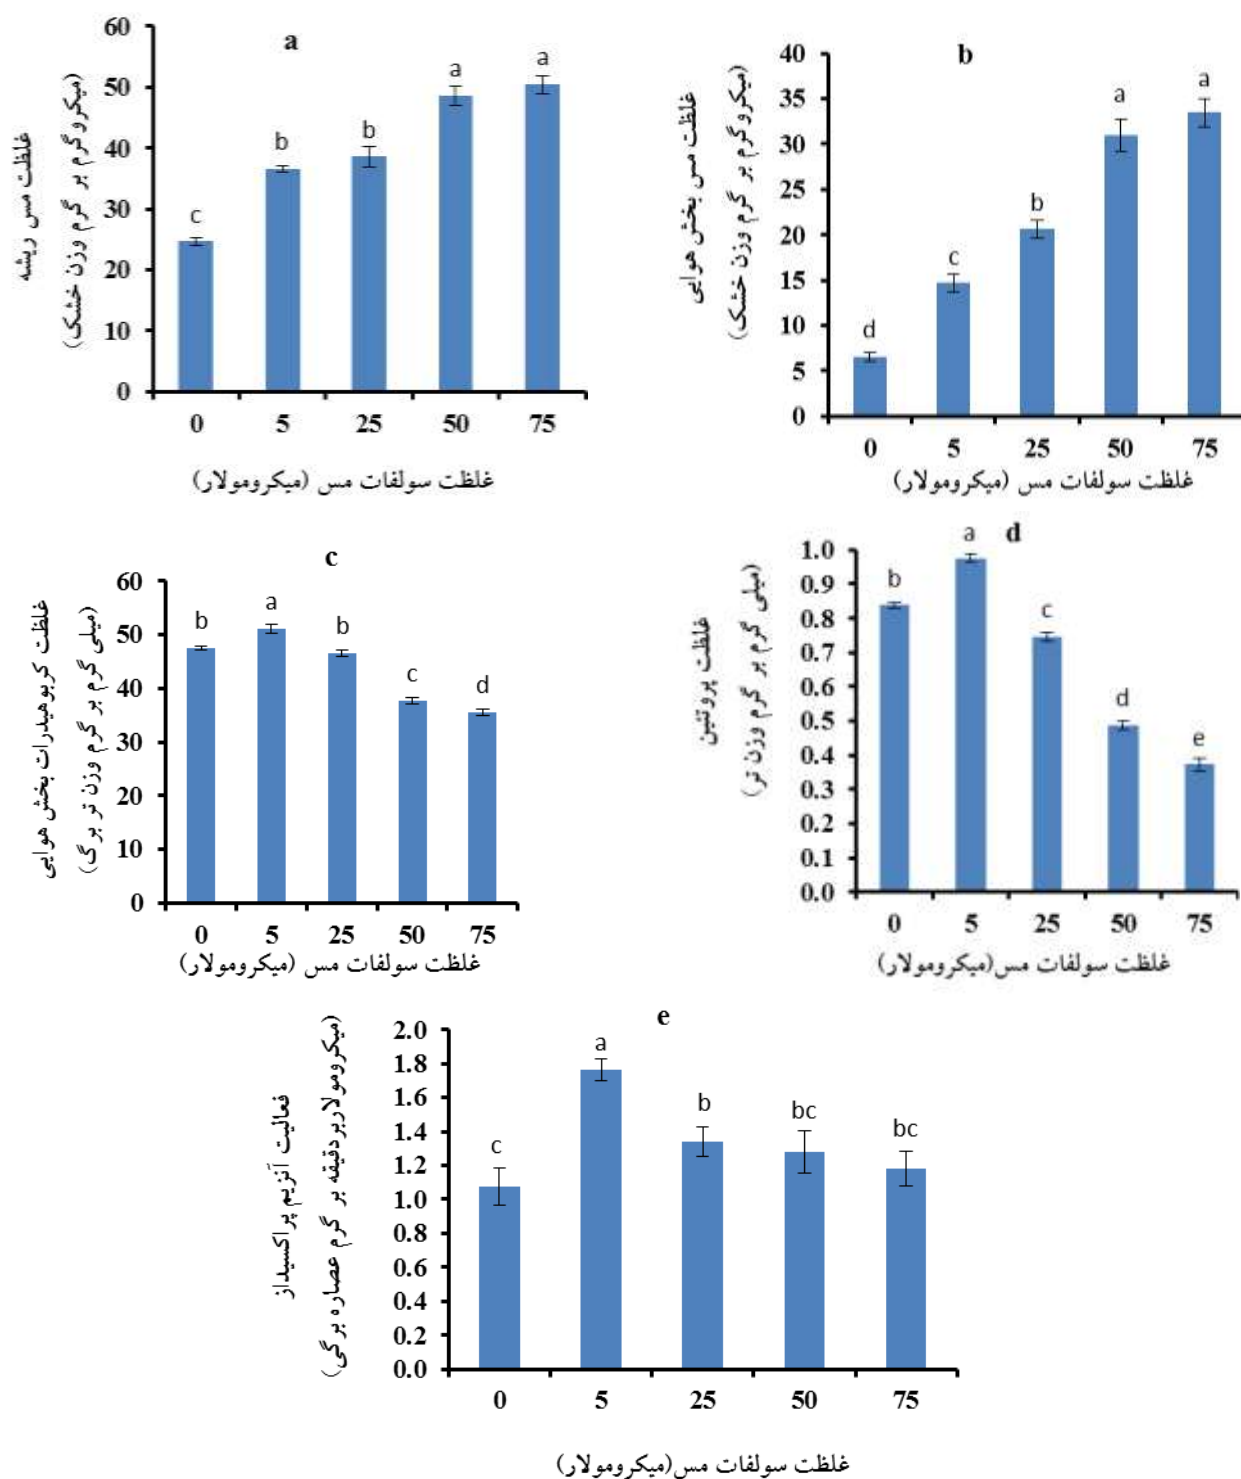 a
غلظت مس ریشه
(میکروگرم بر گرم وزن خشک)
60
50
40
30
20
10
0
c
b
b
a
a
0 5 25 50 75
غلظت سولفات مس (میکرومولار)
b
غلظت مس بخش هوایی
(میکروگرم بر گرم وزن خشک)
40
35
30
25
20
15
10
5
0
d
c
b
a
a
0 5 25 50 75
غلظت سولفات مس (میکرومولار)
c
غلظت کربوهیدرات بخش هوایی
(میلی گرم بر گرم وزن تر برگ)
60
50
40
30
20
10
0
b
a
b
c
d
0 5 25 50 75
غلظت سولفات مس (میکرومولار)
d
غلظت پروتئین
(میلی گرم بر گرم وزن تر)
1.0
0.9
0.8
0.7
0.6
0.5
0.4
0.3
0.2
0.1
0.0
b
a
c
d
e
0 5 25 50 75
غلظت سولفات مس(میکرومولار)
e
فعالیت آنزیم پراکسیداز
(میکرومولاربردقیقه بر گرم عصاره برگی)
2.0
1.8
1.6
1.4
1.2
1.0
0.8
0.6
0.4
0.2
0.0
c
a
b
bc
bc
0 5 25 50 75
غلظت سولفات مس(میکرومولار)